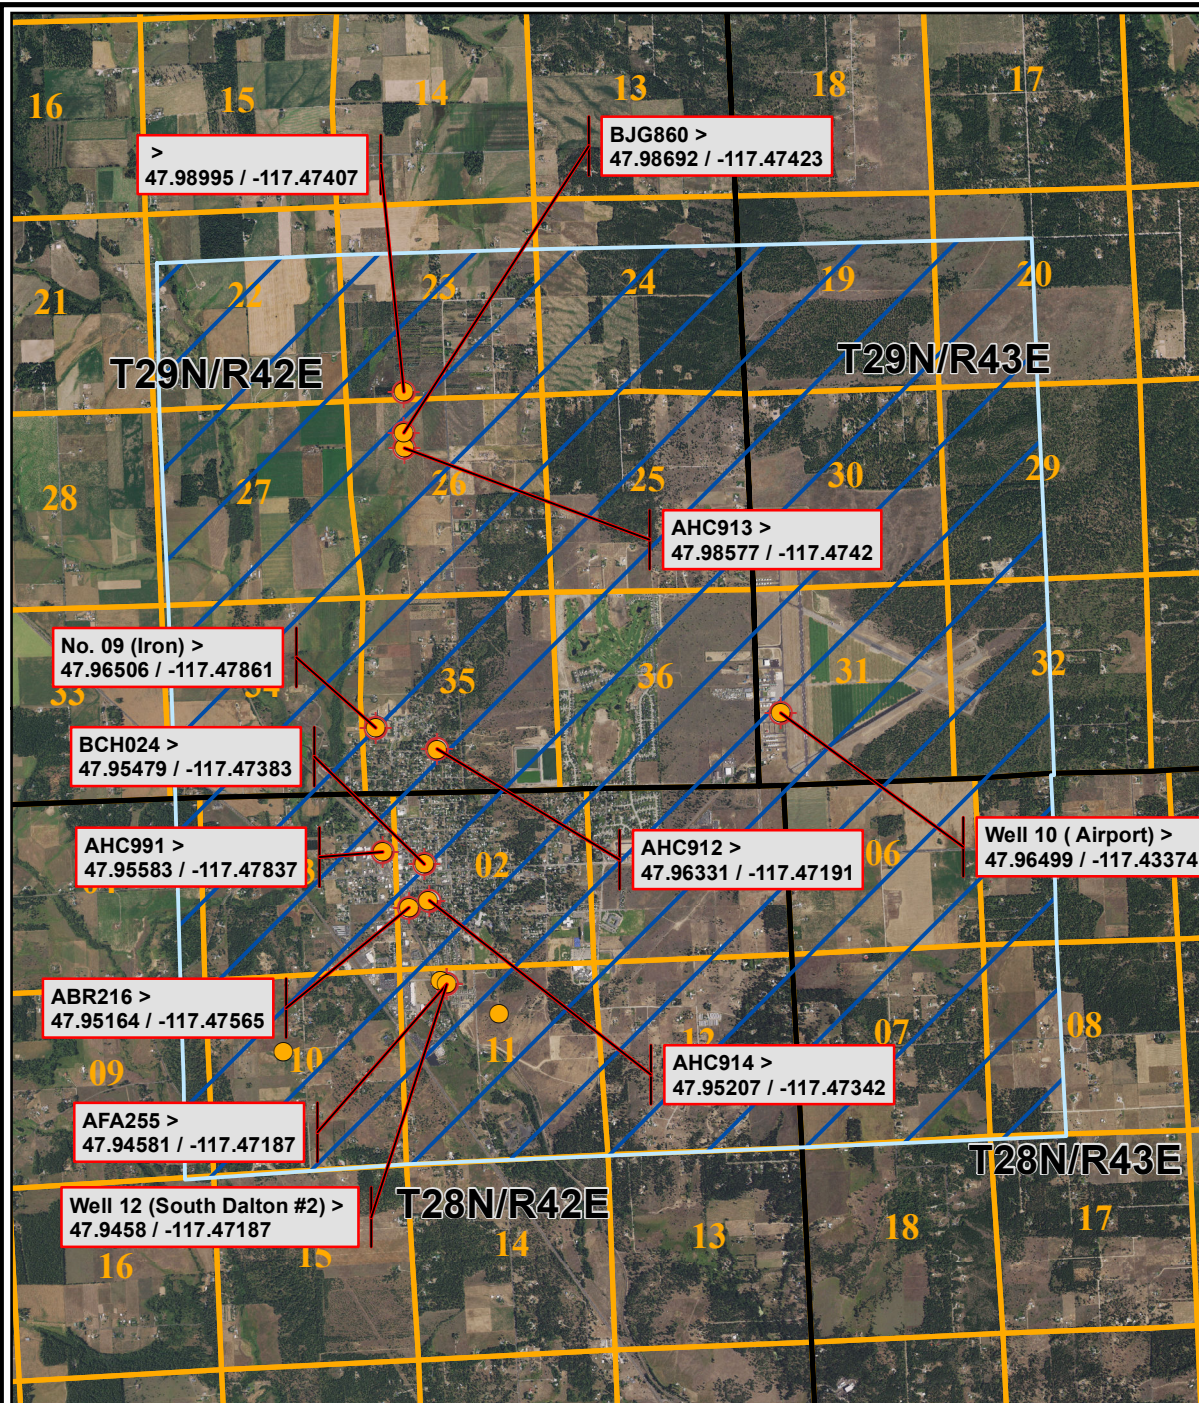 16
15
14
13
18
17
>
47.98995 / -117.47407
BJG860 >
47.98692 / -117.47423
21
22
23
24
19
20
T29N/R42E
T29N/R43E
28
27
26
25
30
29
AHC913 >
47.98577 / -117.4742
No. 09 (Iron) >
47.96506 / -117.47861
33
34
35
36
31
32
BCH024 >
47.95479 / -117.47383
AHC991 >
47.95583 / -117.47837
AHC912 >
47.96331 / -117.47191
Well 10 ( Airport) >
47.96499 / -117.43374
02
06
ABR216 >
47.95164 / -117.47565
09
10
11
12
07
08
AHC914 >
47.95207 / -117.47342
AFA255 >
47.94581 / -117.47187
Well 12 (South Dalton #2) >
47.9458 / -117.47187
T28N/R42E
T28N/R43E
16
15
14
13
18
17